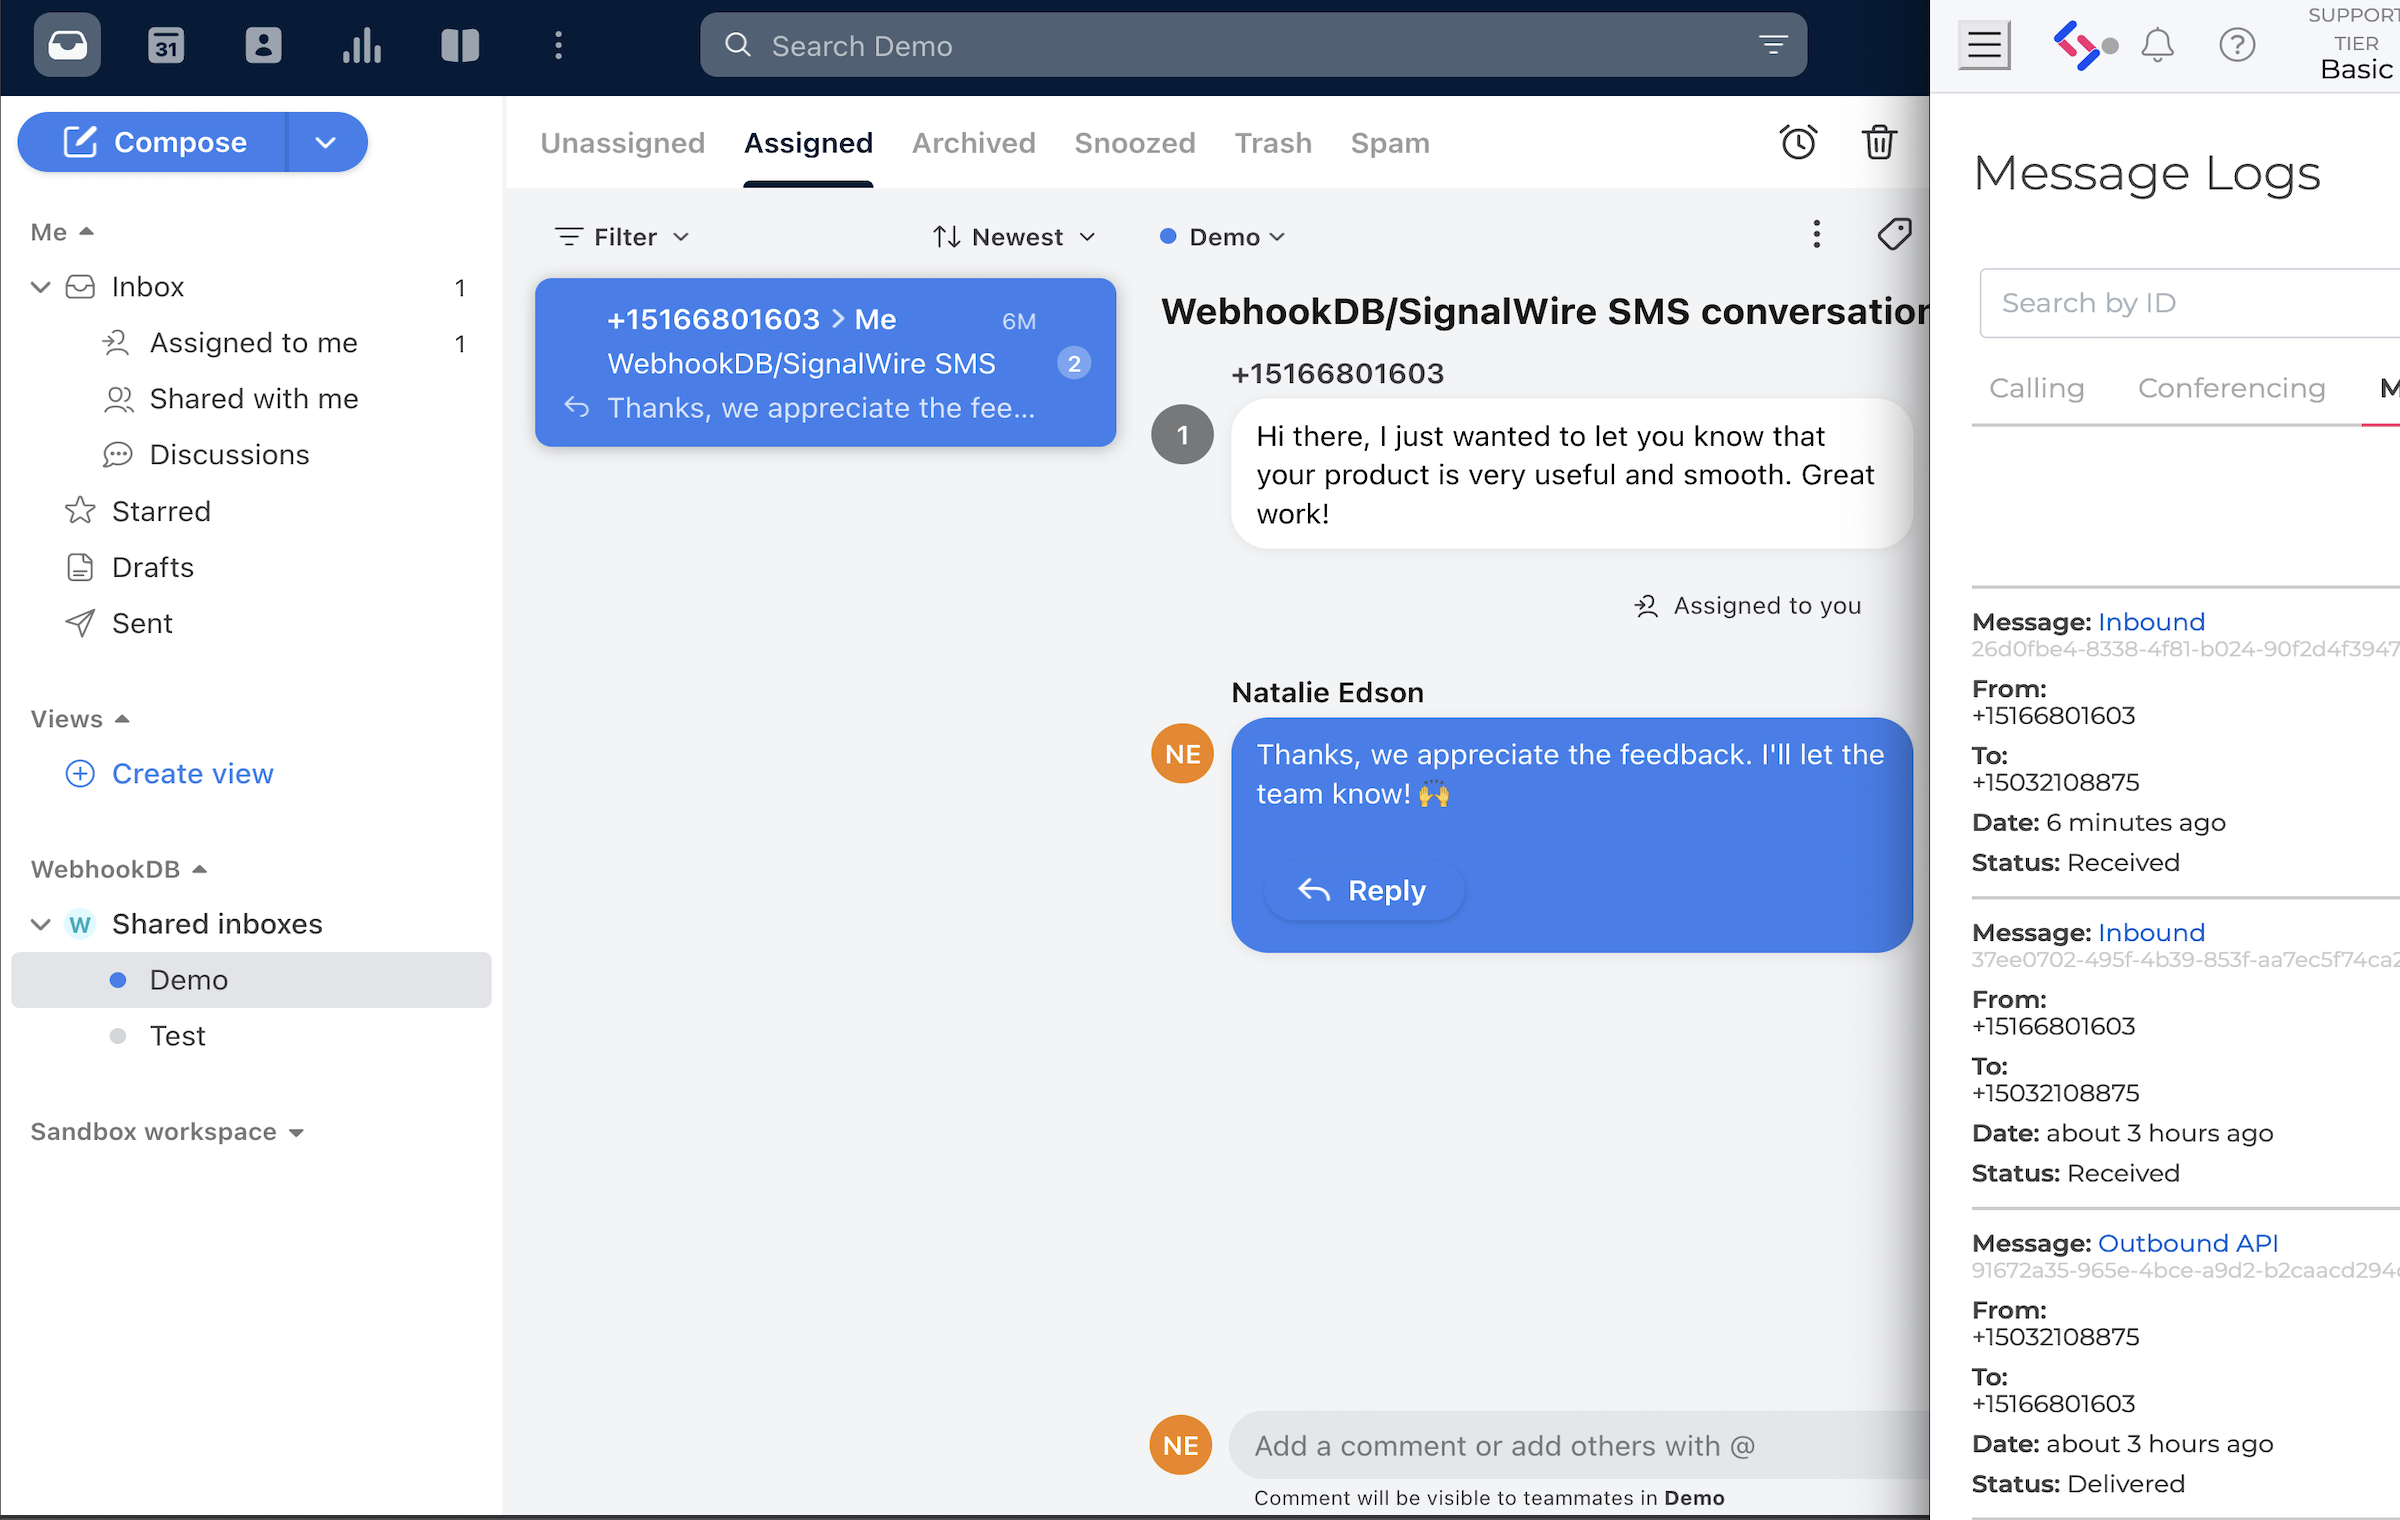 31
Search Demo
Compose
Me
Inbox 1
Assigned to me 1
Shared with me
Discussions
Starred
Drafts
Sent
Views
Create view
WebhookDB
W Shared inboxes
Demo
Test
Sandbox workspace
Unassigned Assigned Archived Snoozed Trash Spam
Filter Newest
+15166801603 > Me 6M
WebhookDB/SignalWire SMS 2
Thanks, we appreciate the fee...
Demo
WebhookDB/SignalWire SMS conversation
+15166801603
1
Hi there, I just wanted to let you know that
your product is very useful and smooth. Great
work!
Assigned to you
Natalie Edson
NE
Thanks, we appreciate the feedback. I'll let the
team know! 🙌
Reply
NE
Add a comment or add others with @
Comment will be visible to teammates in Demo
SUPPORT
TIER
Basic
Message Logs
Search by ID
Calling Conferencing M
Message: Inbound
26d0fbe4-8338-4f81-b024-90f2d4f3947
From:
+15166801603
To:
+15032108875
Date: 6 minutes ago
Status: Received
Message: Inbound
37ee0702-495f-4b39-853f-aa7ec5f74ca2
From:
+15166801603
To:
+15032108875
Date: about 3 hours ago
Status: Received
Message: Outbound API
91672a35-965e-4bce-a9d2-b2caacd294
From:
+15032108875
To:
+15166801603
Date: about 3 hours ago
Status: Delivered